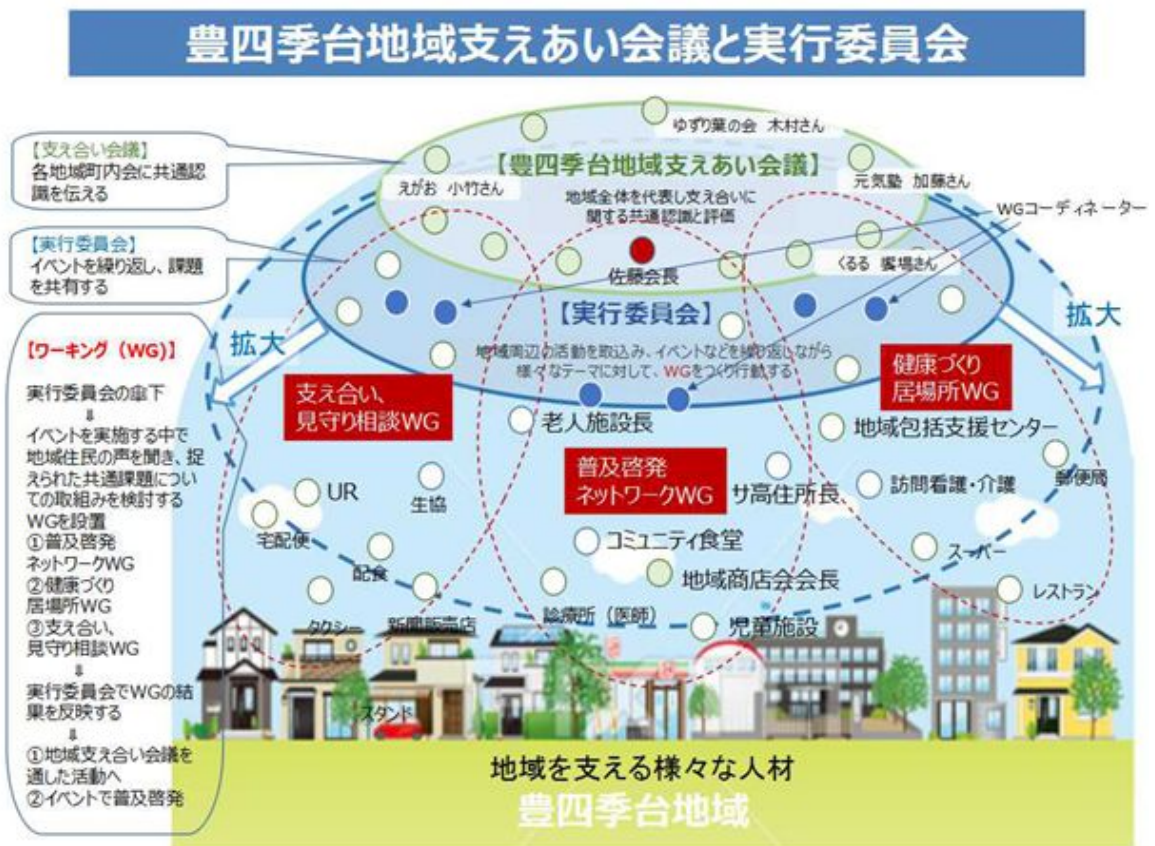 豊四季台地域支えあい会議と実行委員会
【支え合い会議】
各地域町内会に共通認
識を伝える
【実行委員会】
イベントを繰り返し、課題
を共有する
【ワーキング（WG)】
実行委員会の傘下
⇓
イベントを実施する中で
地域住民の声を聞き、捉
えられた共通課題につい
ての取組みを検討する
WGを設置
①普及啓発
ネットワークWG
②健康づくり
居場所WG
③支え合い、
見守り相談WG
⇓
実行委員会でWGの結
果を反映する
⇓
①地域支え合い会議を
通した活動へ
②イベントで普及啓発
ゆずり葉の会 木村さん
【豊四季台地域支えあい会議】
えがお 小竹さん
元気塾 加藤さん
地域全体を代表し支え合いに
関する共通認識と評価
WGコーディネーター
佐藤会長
くるる
場さん
【実行委員会】
拡大
拡大
地域周辺の活動を取込み、イベントなどを繰り返しながら
様々なテーマに対して、WGをつくり行動する
支え合い、
見守り相談WG
健康づくり
居場所WG
老人施設長
地域包括支援センター
普及啓発
ネットワークWG
サ高住所長、
訪問看護・介護
郵便局
UR
生協
宅配便
コミュニティ食堂
スーパー
配食
地域商店会会長
レストラン
タクシー
新聞販売店
診療所（医師）
児童施設
スタンド
地域を支える様々な人材
豊四季台地域